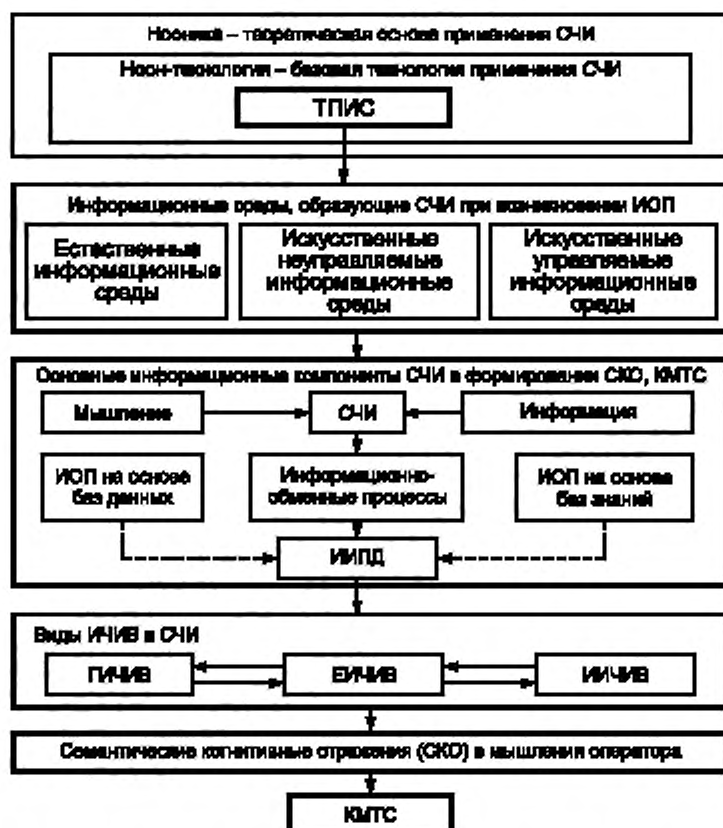 Нооника – теоретическая основа применения СЧИ
Ноон-технология – базовая технология применения СЧИ
ТПИС
Информационные среды, образующие СЧИ при возникновении ИОП
Естественные
информационные
среды
Искусственные
неуправляемые
информационные
среды
Искусственные
управляемые
информационные
среды
Основные информационные компоненты СЧИ в формировании СКО, КМТС
Мышление
СЧИ
Информация
ИОП на основе
баз данных
Информационно-
обменные процессы
ИОП на основе
баз знаний
ИИПД
Виды ИЧИВ в СЧИ
ПИЧИВ
ЕИЧИВ
ИИЧИВ
Семантические когнитивные отражения (СКО) в мышлении оператора
КМТС